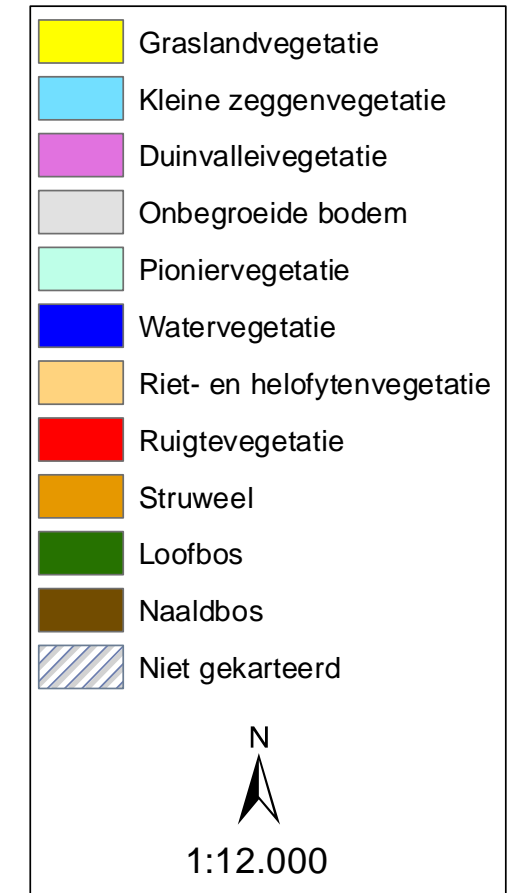 Graslandvegetatie
Kleine zeggenvegetatie
Duinvalleivegetatie
Onbegroeide bodem
Pioniervegetatie
Watervegetatie
Riet- en helofytenvegetatie
Ruigtevegetatie
Struweel
Loofbos
Naaldbos
Niet gekarteerd
N
1:12.000